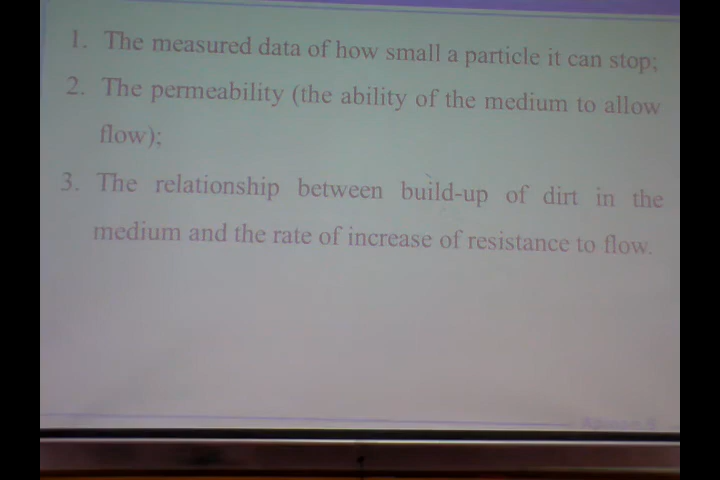 1. The measured data of how small a particle it can stop;
2. The permeability (the ability of the medium to allow
flow);
3. The relationship between build-up of dirt in the
medium and the rate of increase of resistance to flow.